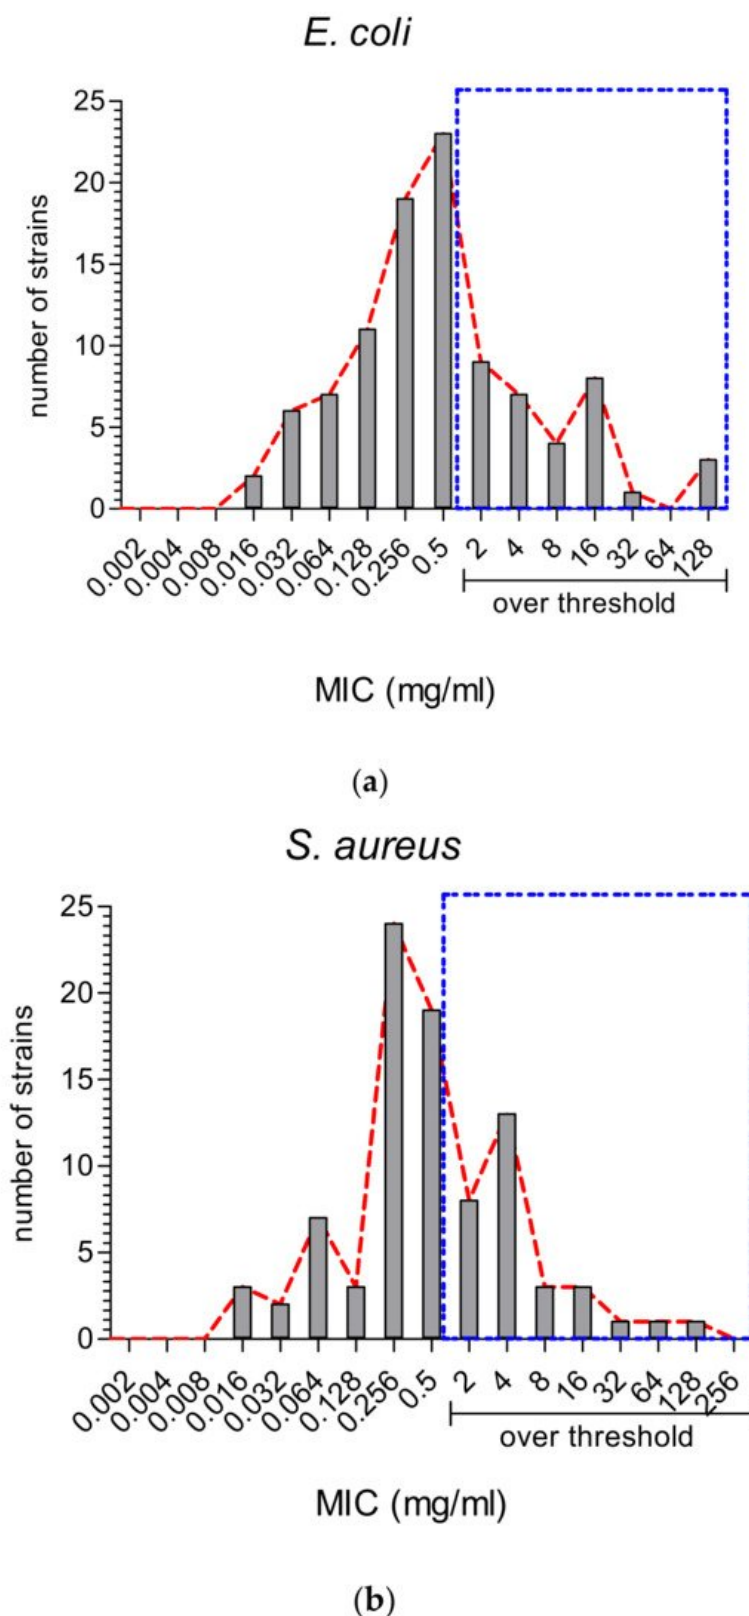 E. coli
25
20
15
10
5
0
number of strains
0.002 0.004 0.008 0.016 0.032 0.064 0.128 0.256 0.5 2 4 8 16 32 64 128
over threshold
MIC (mg/ml)
(a)
S. aureus
25
20
15
10
5
0
number of strains
0.002 0.004 0.008 0.016 0.032 0.064 0.128 0.256 0.5 2 4 8 16 32 64 128 256
over threshold
MIC (mg/ml)
(b)